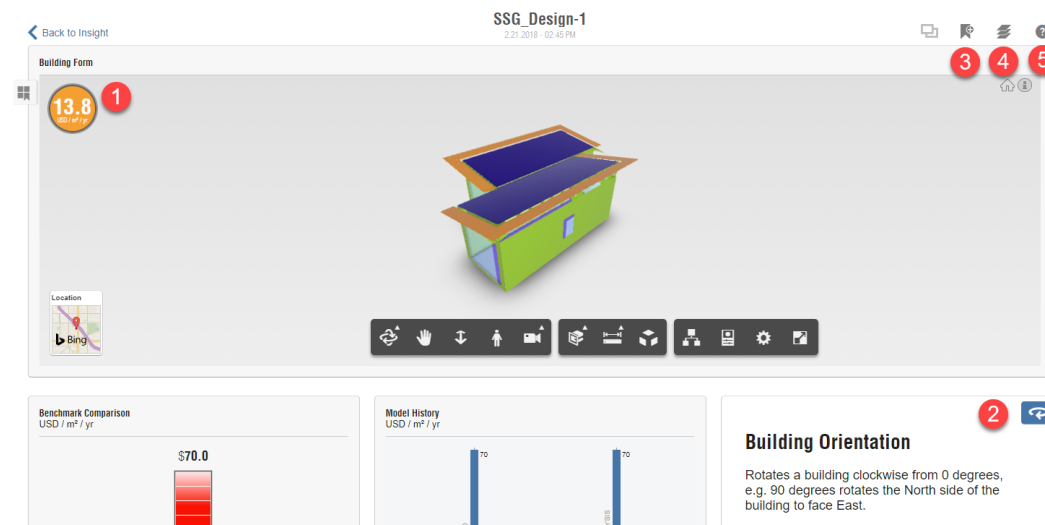 SSG_Design-1
Back to Insight
2.21.2018 - 02:45 PM
3
4
5
Building Form
13.8
USD / m² / yr
1
Location
Bing
Benchmark Comparison
USD / m² / yr
$70.0
Model History
USD / m² / yr
70
70
2
Building Orientation
Rotates a building clockwise from 0 degrees,
e.g. 90 degrees rotates the North side of the
building to face East.